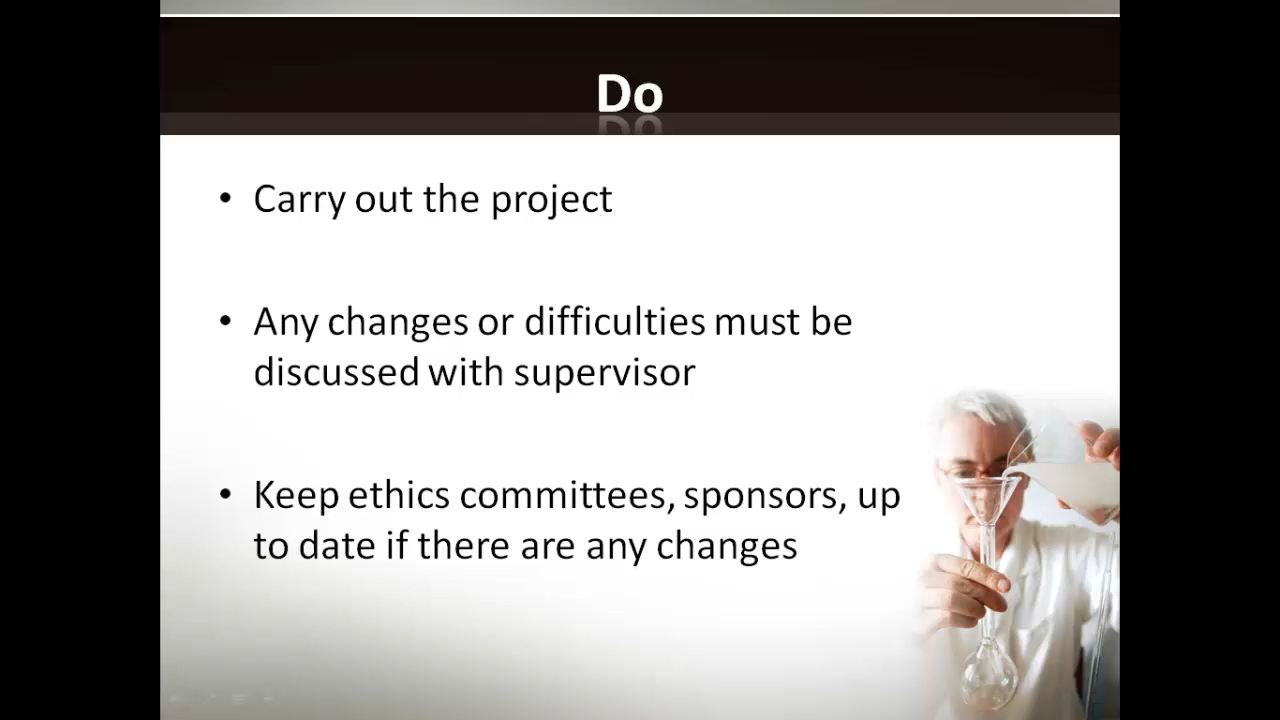 Do
• Carry out the project
• Any changes or difficulties must be
discussed with supervisor
• Keep ethics committees, sponsors, up
to date if there are any changes